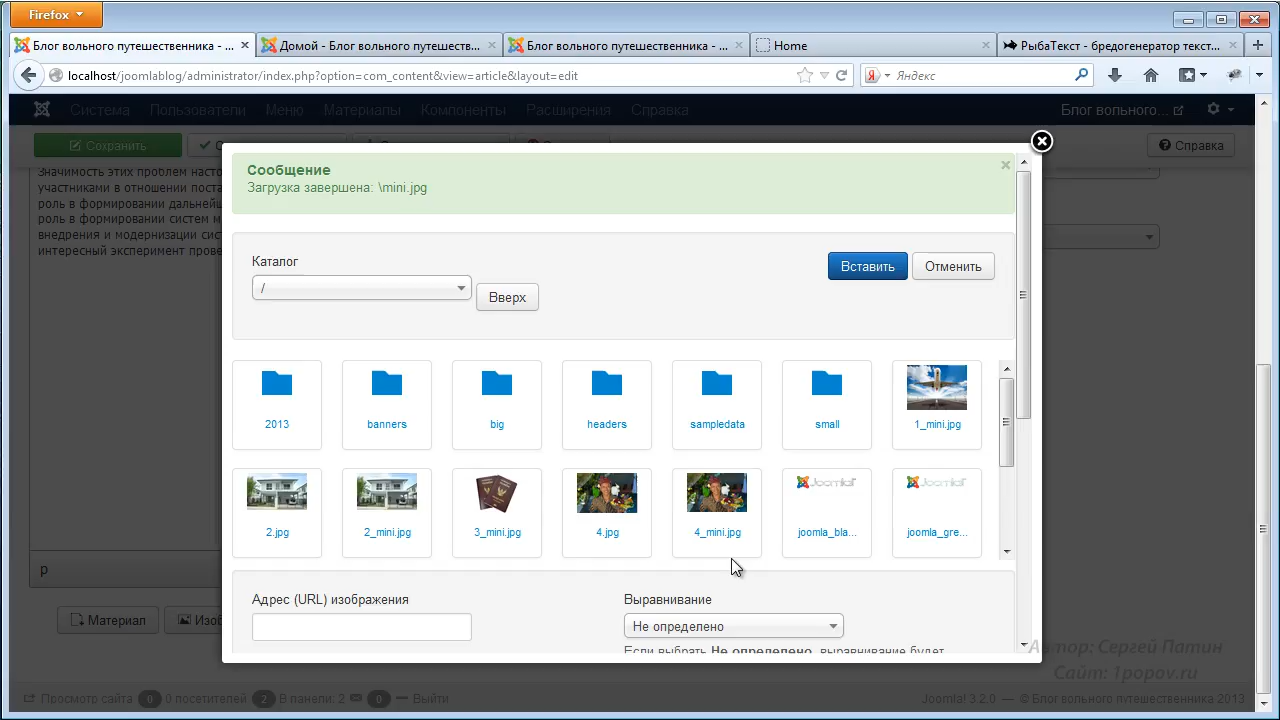 Firefox
Блог вольного путешественника - ...
Домой - Блог вольного путешеств...
Блог вольного путешественника - ...
Home
РыбаТекст - бредогенератор текст...
localhost/joomlablog/administrator/index.php?option=com_content&view=article&layout=edit
Яндекс
Система Пользователи Меню Материалы Компоненты Расширения Справка
Блог вольного...
Сохранить
Справка
Значимость этих проблем насто
участниками в отношении поста
роль в формировании дальнейш
роль в формировании систем м
внедрения и модернизации сис
интересный эксперимент прове
Сообщение
Загрузка завершена: \mini.jpg
Каталог
/
Вверх
Вставить
Отменить
2013
banners
big
headers
sampledata
small
1_mini.jpg
2.jpg
2_mini.jpg
3_mini.jpg
4.jpg
4_mini.jpg
joomla_bla...
joomla_gre...
p
Адрес (URL) изображения
Выравнивание
Не определено
Если выбрать Не определено, выравнивание будет
Материал
Изоб
Автор: Сергей Патин
Сайт: 1popov.ru
Просмотр сайта 0 0 посетителей 2 В панели: 2 0 Выйти
Joomla! 3.2.0 — © Блог вольного путешественника 2013